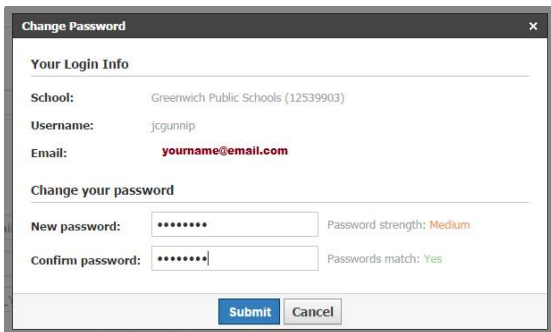 Change Password ×
Your Login Info
School: Greenwich Public Schools (12539903)
Username: jcgunnip
Email: yourname@email.com
Change your password
New password: •••••••• Password strength: Medium
Confirm password: •••••••• Passwords match: Yes
Submit Cancel